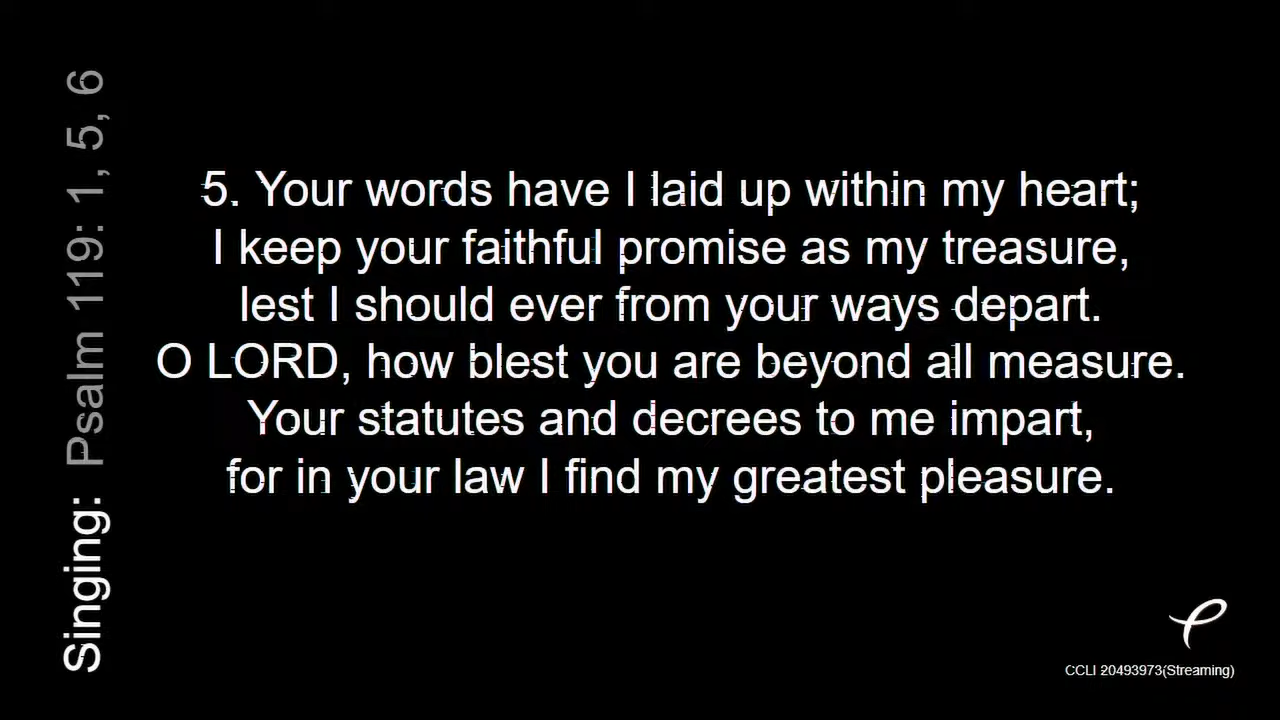 Singing: Psalm 119: 1, 5, 6
5. Your words have I laid up within my heart;
I keep your faithful promise as my treasure,
lest I should ever from your ways depart.
O LORD, how blest you are beyond all measure.
Your statutes and decrees to me impart,
for in your law I find my greatest pleasure.
CCLI 20493973(Streaming)